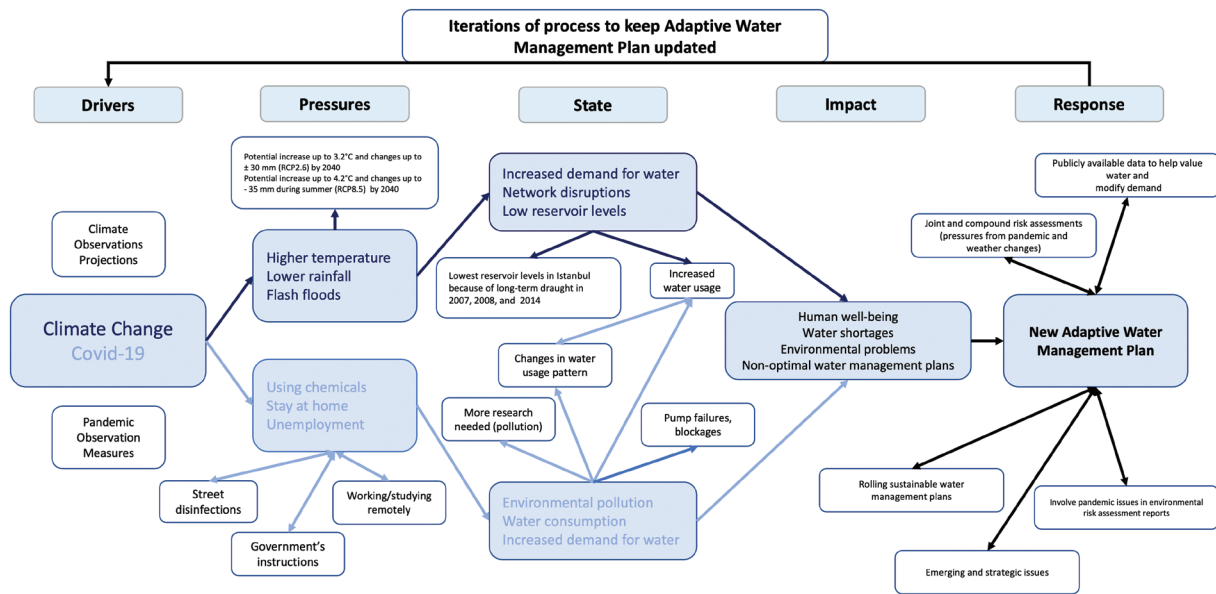 Iterations of process to keep Adaptive Water
Management Plan updated
Drivers
Pressures
State
Impact
Response
Climate
Observations
Projections
Climate Change
Covid-19
Pandemic
Observation
Measures
Potential increase up to 3.2°C and changes up to
± 30 mm (RCP2.6) by 2040
Potential increase up to 4.2°C and changes up to
- 35 mm during summer (RCP8.5) by 2040
Higher temperature
Lower rainfall
Flash floods
Using chemicals
Stay at home
Unemployment
Street
disinfections
Working/studying
remotely
Government's
instructions
Increased demand for water
Network disruptions
Low reservoir levels
Lowest reservoir levels in Istanbul
because of long-term draught in
2007, 2008, and 2014
Increased
water usage
Changes in water
usage pattern
More research
needed (pollution)
Pump failures,
blockages
Environmental pollution
Water consumption
Increased demand for water
Human well-being
Water shortages
Environmental problems
Non-optimal water management plans
Publicly available data to help value
water and
modify demand
Joint and compound risk assessments
(pressures from pandemic and
weather changes)
New Adaptive Water
Management Plan
Rolling sustainable water
management plans
Involve pandemic issues in environmental
risk assessment reports
Emerging and strategic issues